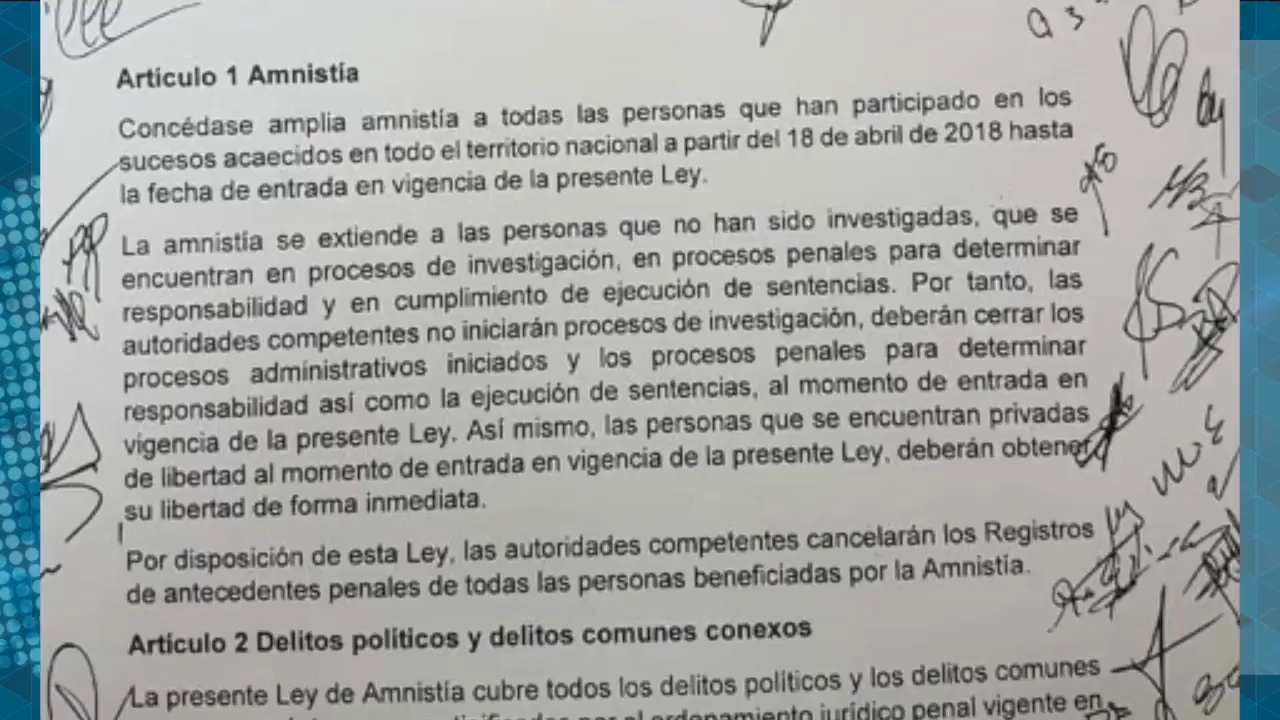 Artículo 1 Amnistía
Concédase amplia amnistía a todas las personas que han participado en los
sucesos acaecidos en todo el territorio nacional a partir del 18 de abril de 2018 hasta
la fecha de entrada en vigencia de la presente Ley.
La amnistía se extiende a las personas que no han sido investigadas, que se
encuentran en procesos de investigación, en procesos penales para determinar
responsabilidad y en cumplimiento de ejecución de sentencias. Por tanto, las
autoridades competentes no iniciarán procesos de investigación, deberán cerrar los
procesos administrativos iniciados y los procesos penales para determinar
responsabilidad así como la ejecución de sentencias, al momento de entrada en
vigencia de la presente Ley. Así mismo, las personas que se encuentran privadas
de libertad al momento de entrada en vigencia de la presente Ley, deberán obtener
su libertad de forma inmediata.
Por disposición de esta Ley, las autoridades competentes cancelarán los Registros
de antecedentes penales de todas las personas beneficiadas por la Amnistía.
Artículo 2 Delitos políticos y delitos comunes conexos
La presente Ley de Amnistía cubre todos los delitos políticos y los delitos comunes
el ordenamiento jurídico penal vigente en